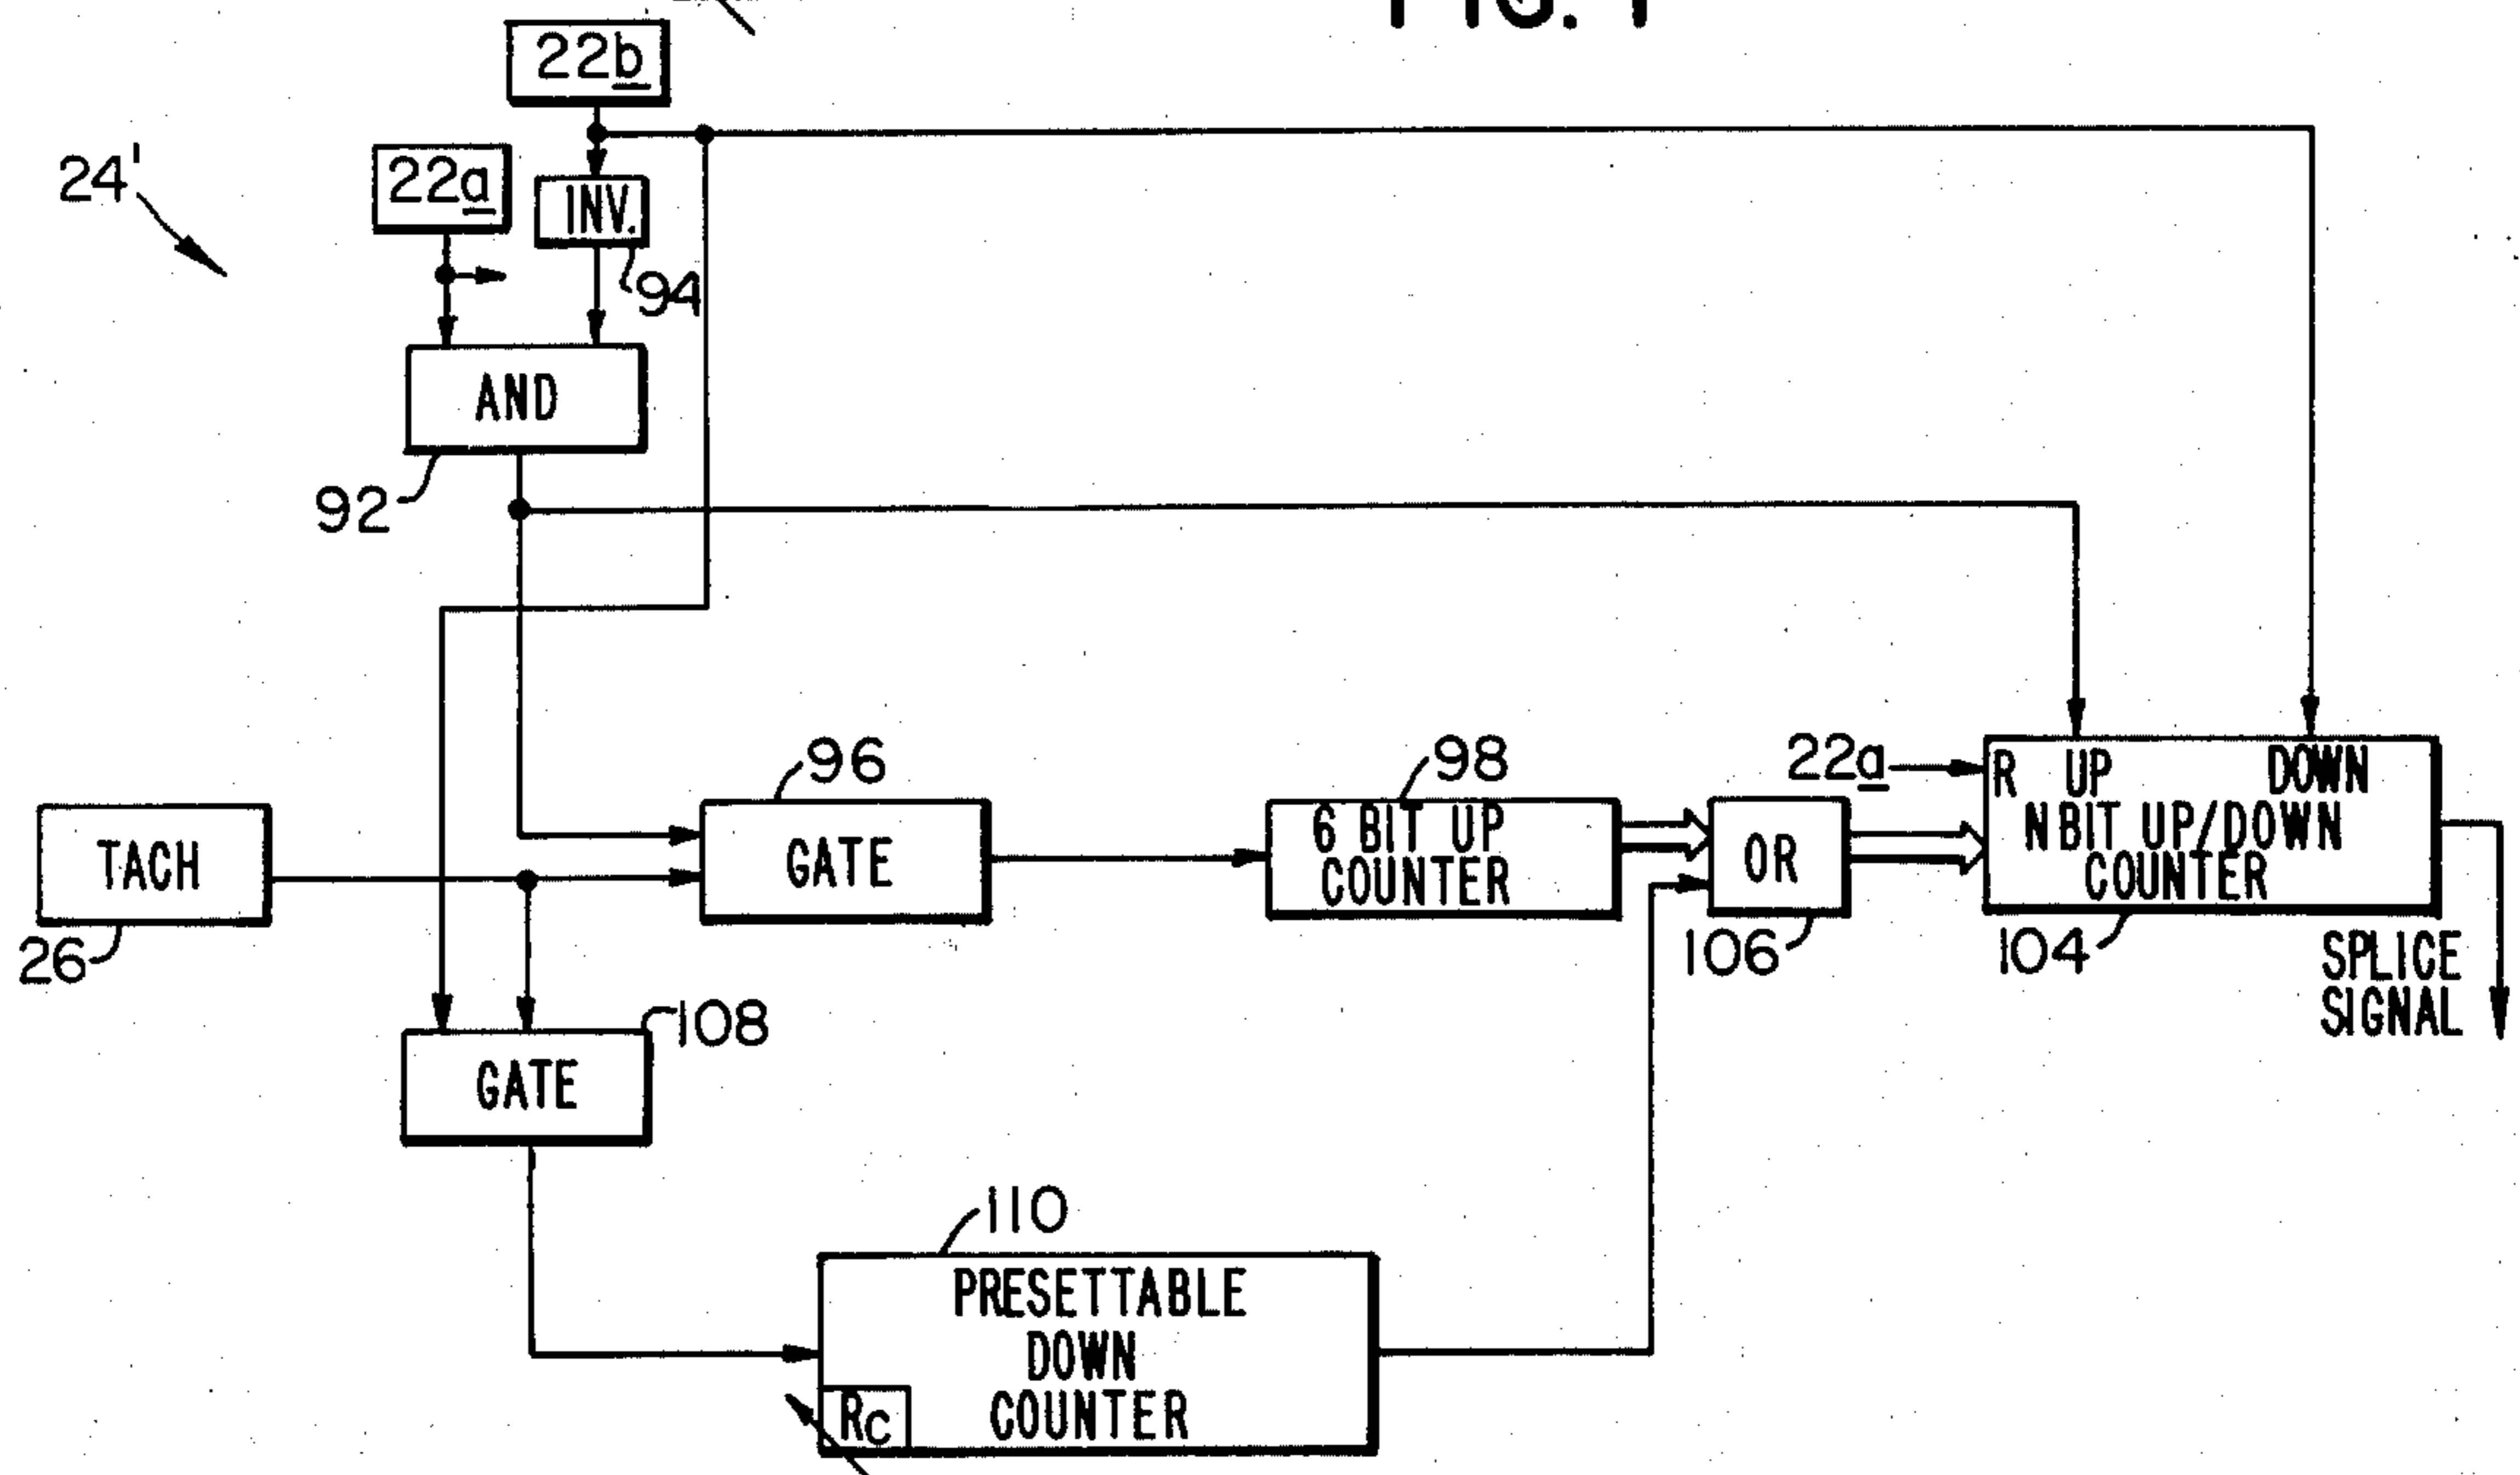 22b
24'
22a
INV.
94
AND
92
96
98
22a
R UP DOWN
N BIT UP/DOWN
COUNTER
TACH
GATE
6 BIT UP
COUNTER
OR
26
106
104
SPLICE
SIGNAL
108
GATE
110
PRESETTABLE
DOWN
COUNTER
Rc